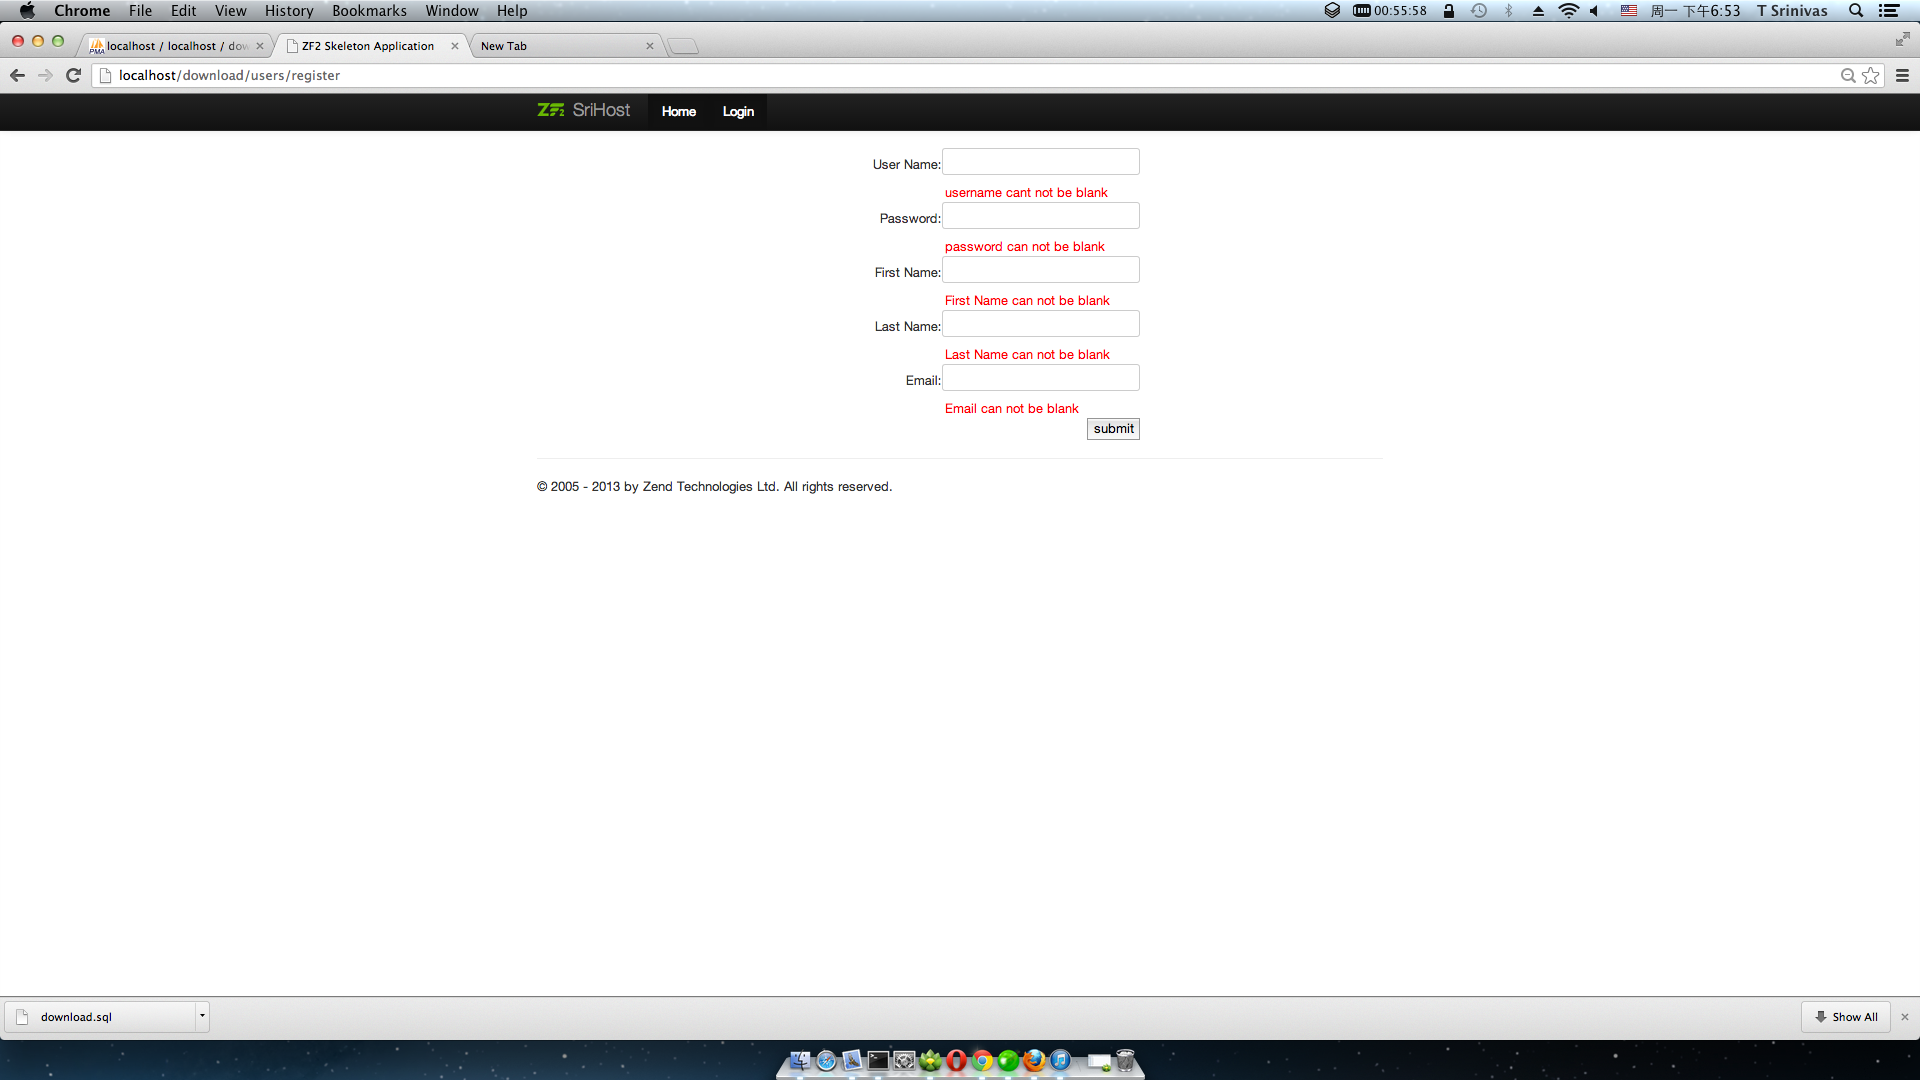 Chrome File Edit View History Bookmarks Window Help 00:55:58 周一 下午6:53 T Srinivas
PMA localhost / localhost / dow ZF2 Skeleton Application New Tab
localhost/download/users/register
ZF2 SriHost Home Login
User Name:
username cant not be blank
Password:
password can not be blank
First Name:
First Name can not be blank
Last Name:
Last Name can not be blank
Email:
Email can not be blank
submit
© 2005 - 2013 by Zend Technologies Ltd. All rights reserved.
download.sql Show All